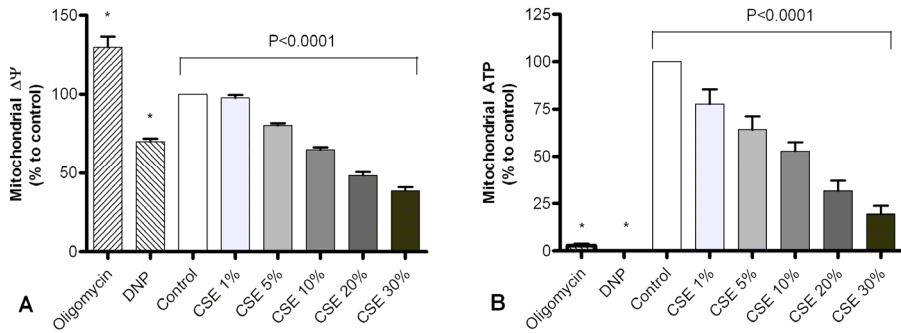 150
100
50
0
Mitochondrial ΔΨ
(% to control)
*
*
P<0.0001
Oligomycin
DNP
Control
CSE 1%
CSE 5%
CSE 10%
CSE 20%
CSE 30%
A
125
100
75
50
25
0
Mitochondrial ATP
(% to control)
*
*
P<0.0001
Oligomycin
DNP
Control
CSE 1%
CSE 5%
CSE 10%
CSE 20%
CSE 30%
B